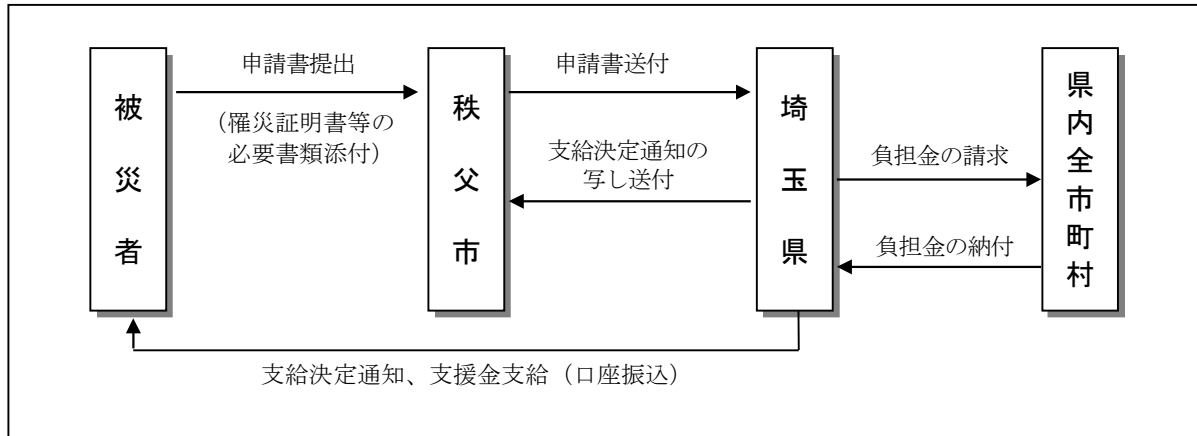 被災者
申請書提出
（罹災証明書等の
必要書類添付）
秩父市
申請書送付
支給決定通知の
写し送付
埼玉県
負担金の請求
負担金の納付
県内全市町村
支給決定通知、支援金支給（口座振込）